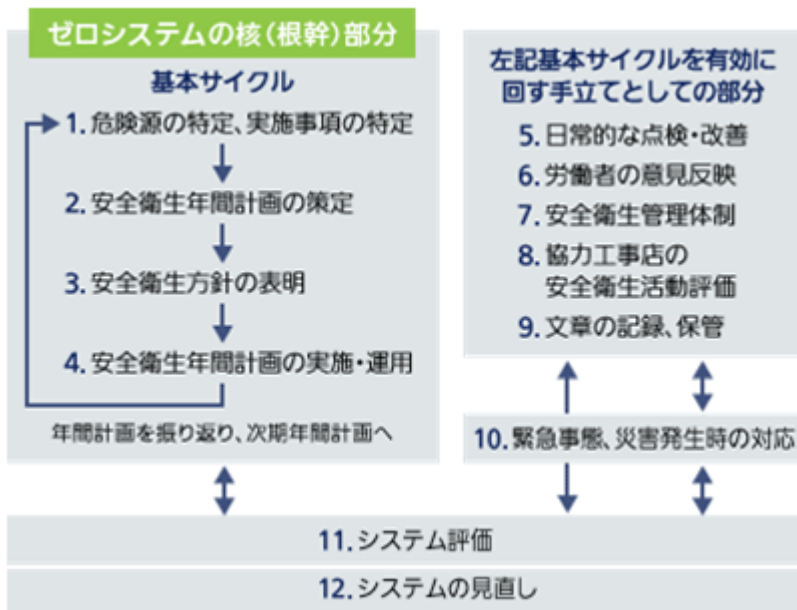 ゼロシステムの核(根幹)部分
基本サイクル
1. 危険源の特定、実施事項の特定
2. 安全衛生年間計画の策定
3. 安全衛生方針の表明
4. 安全衛生年間計画の実施・運用
年間計画を振り返り、次期年間計画へ
左記基本サイクルを有効に
回す手立てとしての部分
5. 日常的な点検・改善
6. 労働者の意見反映
7. 安全衛生管理体制
8. 協力工事店の
安全衛生活動評価
9. 文章の記録、保管
10. 緊急事態、災害発生時の対応
11. システム評価
12. システムの見直し